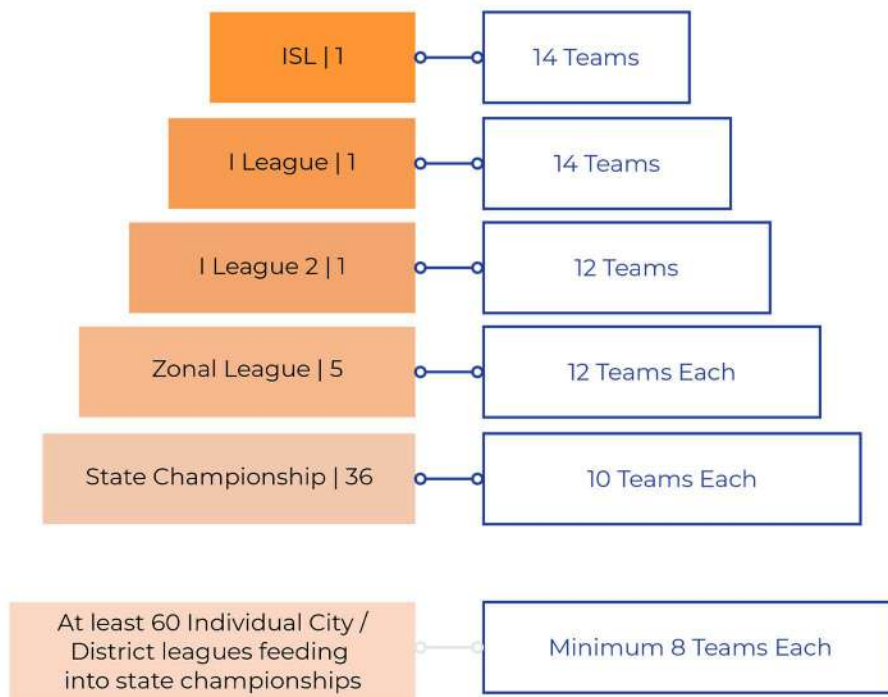 ISL | 1
14 Teams
I League | 1
14 Teams
I League 2 | 1
12 Teams
Zonal League | 5
12 Teams Each
State Championship | 36
10 Teams Each
At least 60 Individual City /
District leagues feeding
into state championships
Minimum 8 Teams Each